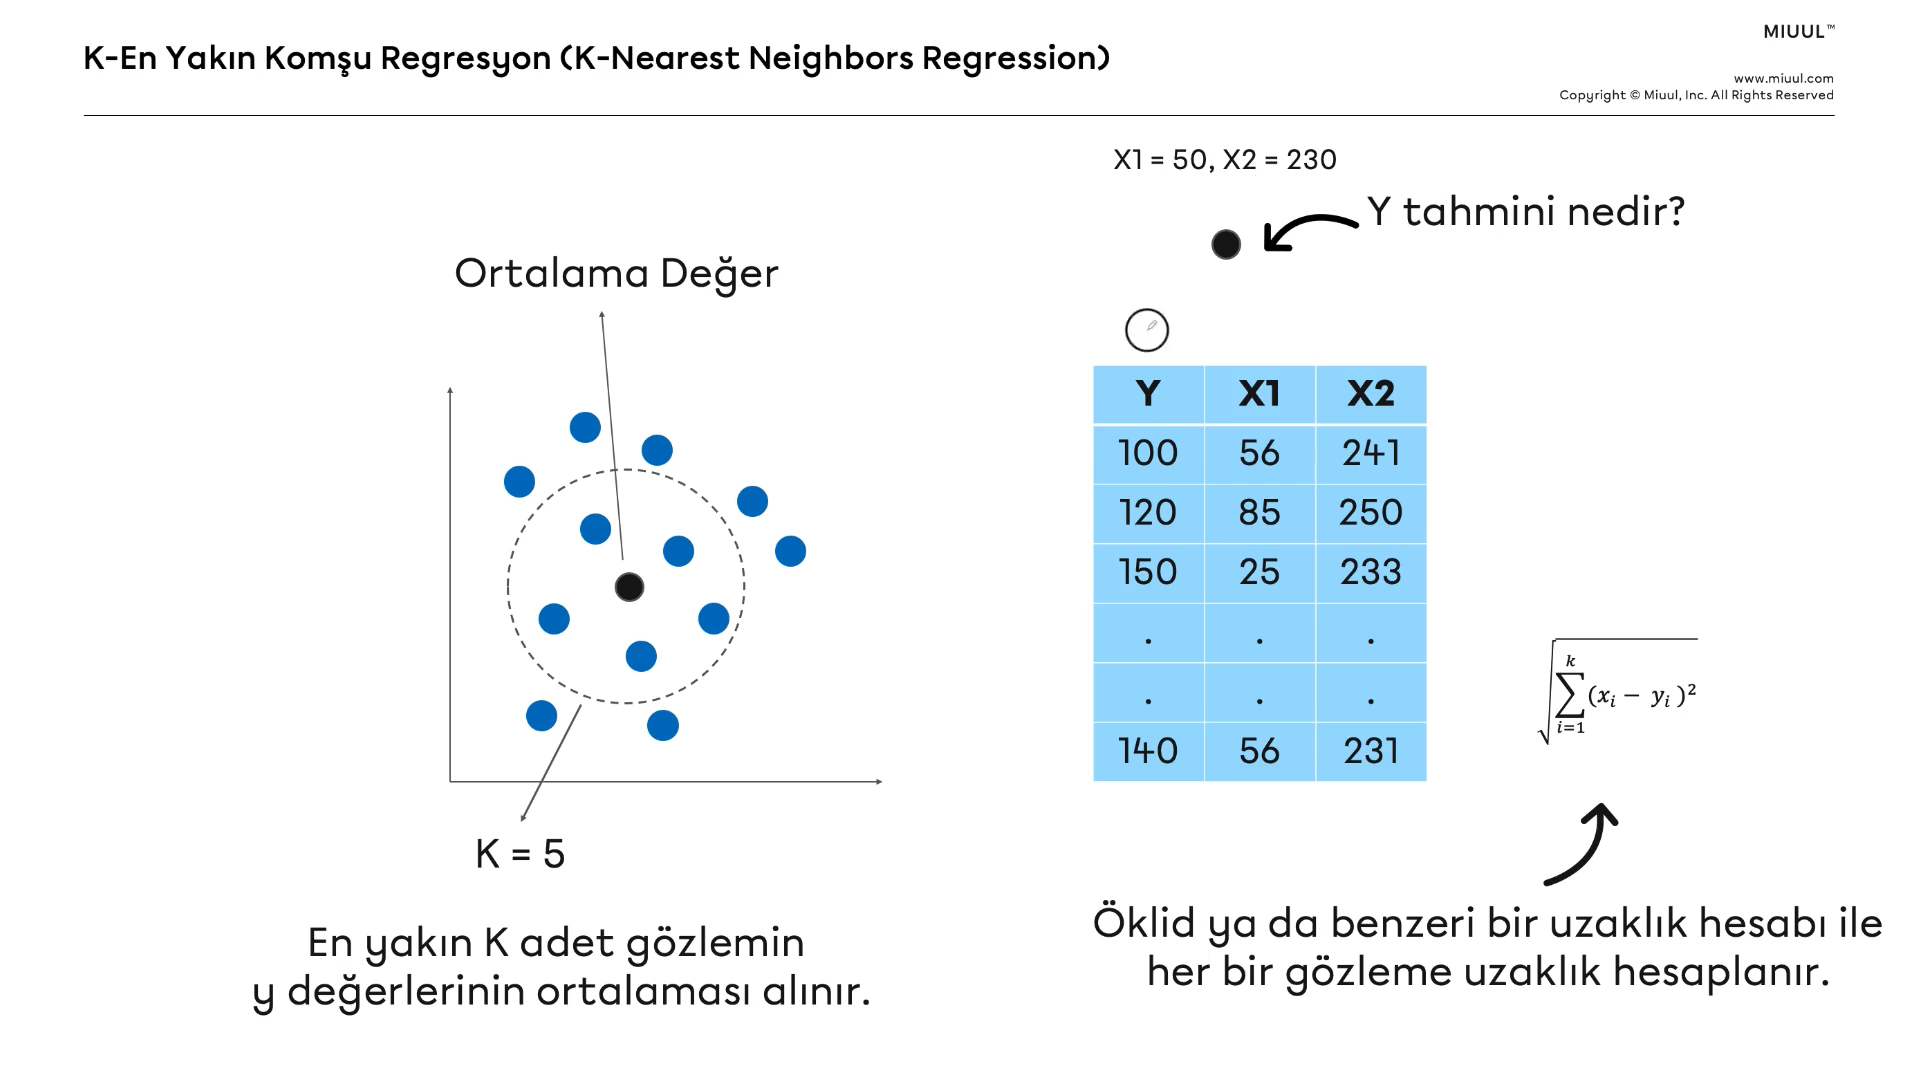 K-En Yakın Komşu Regresyon (K-Nearest Neighbors Regression)
MIUUL™
www.miuul.com
Copyright © Miuul, Inc. All Rights Reserved
Ortalama Değer
K = 5
En yakın K adet gözlemin
y değerlerinin ortalaması alınır.
X1 = 50, X2 = 230
Y tahmini nedir?
Y X1 X2
100 56 241
120 85 250
150 25 233
. . .
. . .
140 56 231
√∑_{i=1}^{k} (x_i − y_i)²
Öklid ya da benzeri bir uzaklık hesabı ile
her bir gözleme uzaklık hesaplanır.